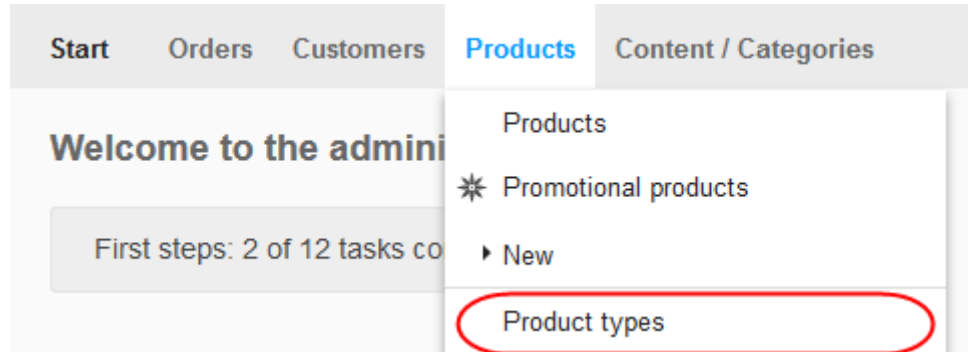 Start Orders Customers Products Content / Categories
Products
Welcome to the admini
Promotional products
First steps: 2 of 12 tasks co
New
Product types